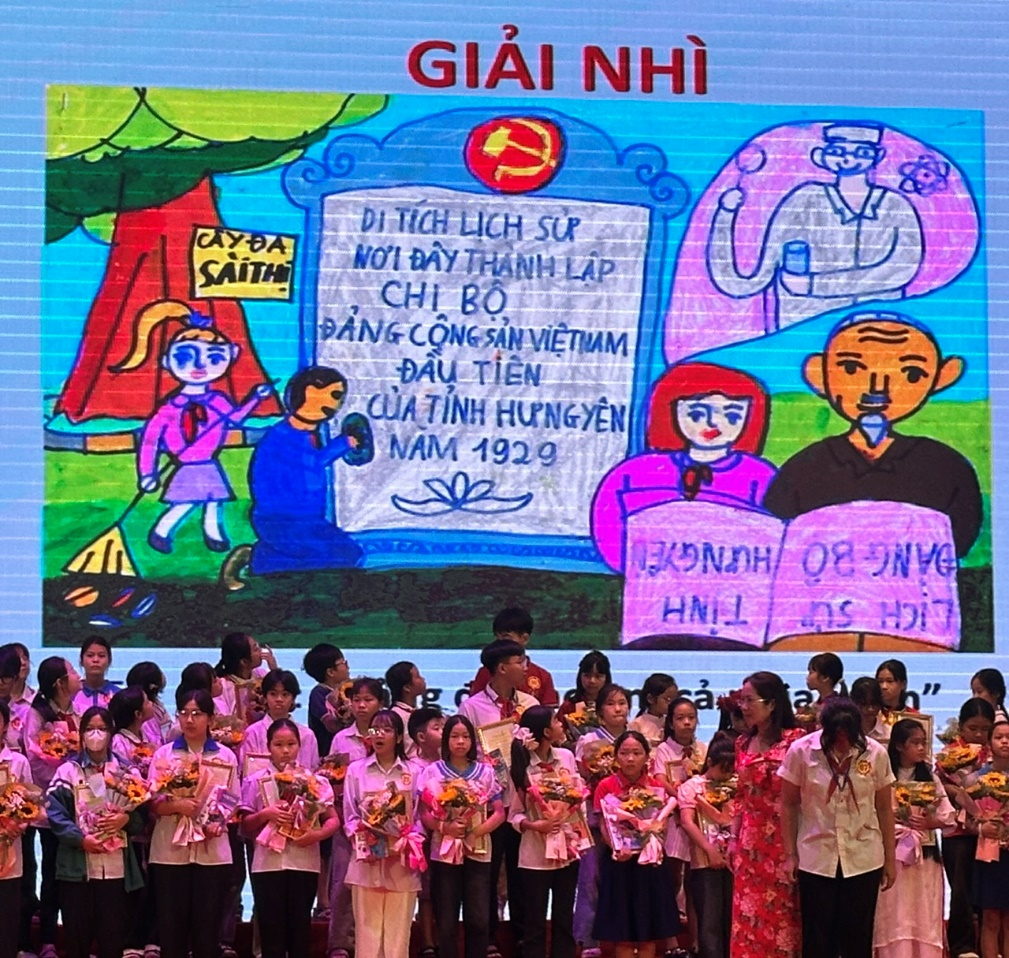 GIẢI NHÌ
CÂY ĐA
SÀI THỊ
DI TÍCH LỊCH SỬ
NƠI ĐÂY THÀNH LẬP
CHI BỘ
ĐẢNG CỘNG SẢN VIỆT NAM
ĐẦU TIÊN
CỦA TỈNH HƯNG YÊN
NĂM 1929
LỊCH SỬ
ĐẢNG BỘ
TỈNH
HƯNG YÊN